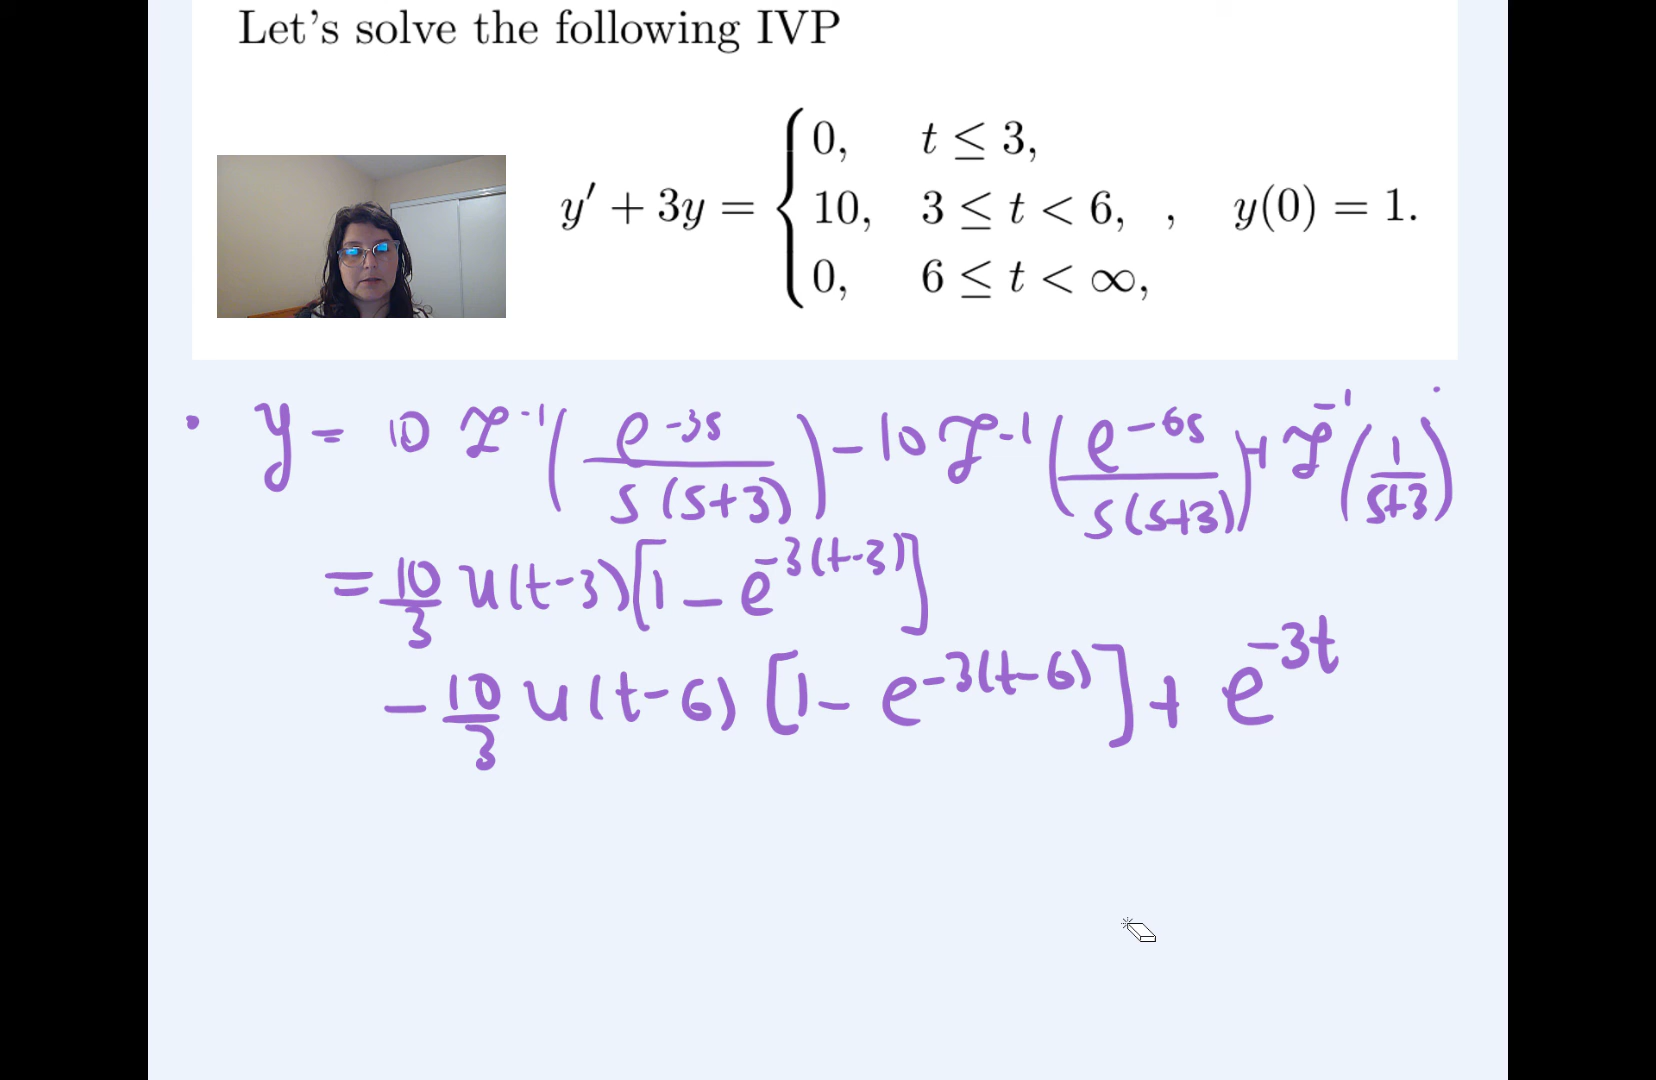 Let's solve the following IVP
y′ + 3y = { 0, t ≤ 3,
10, 3 ≤ t < 6, , y(0) = 1.
0, 6 ≤ t < ∞,
• y = 10 ℒ⁻¹( e^{-3s} / s(s+3) ) − 10 ℒ⁻¹( e^{-6s} / s(s+3) ) + ℒ⁻¹( 1 / s+3 )
= 10/3 u(t-3)[1 − e^{-3(t-3)}]
− 10/3 u(t-6) [1 − e^{-3(t-6)}] + e^{-3t}